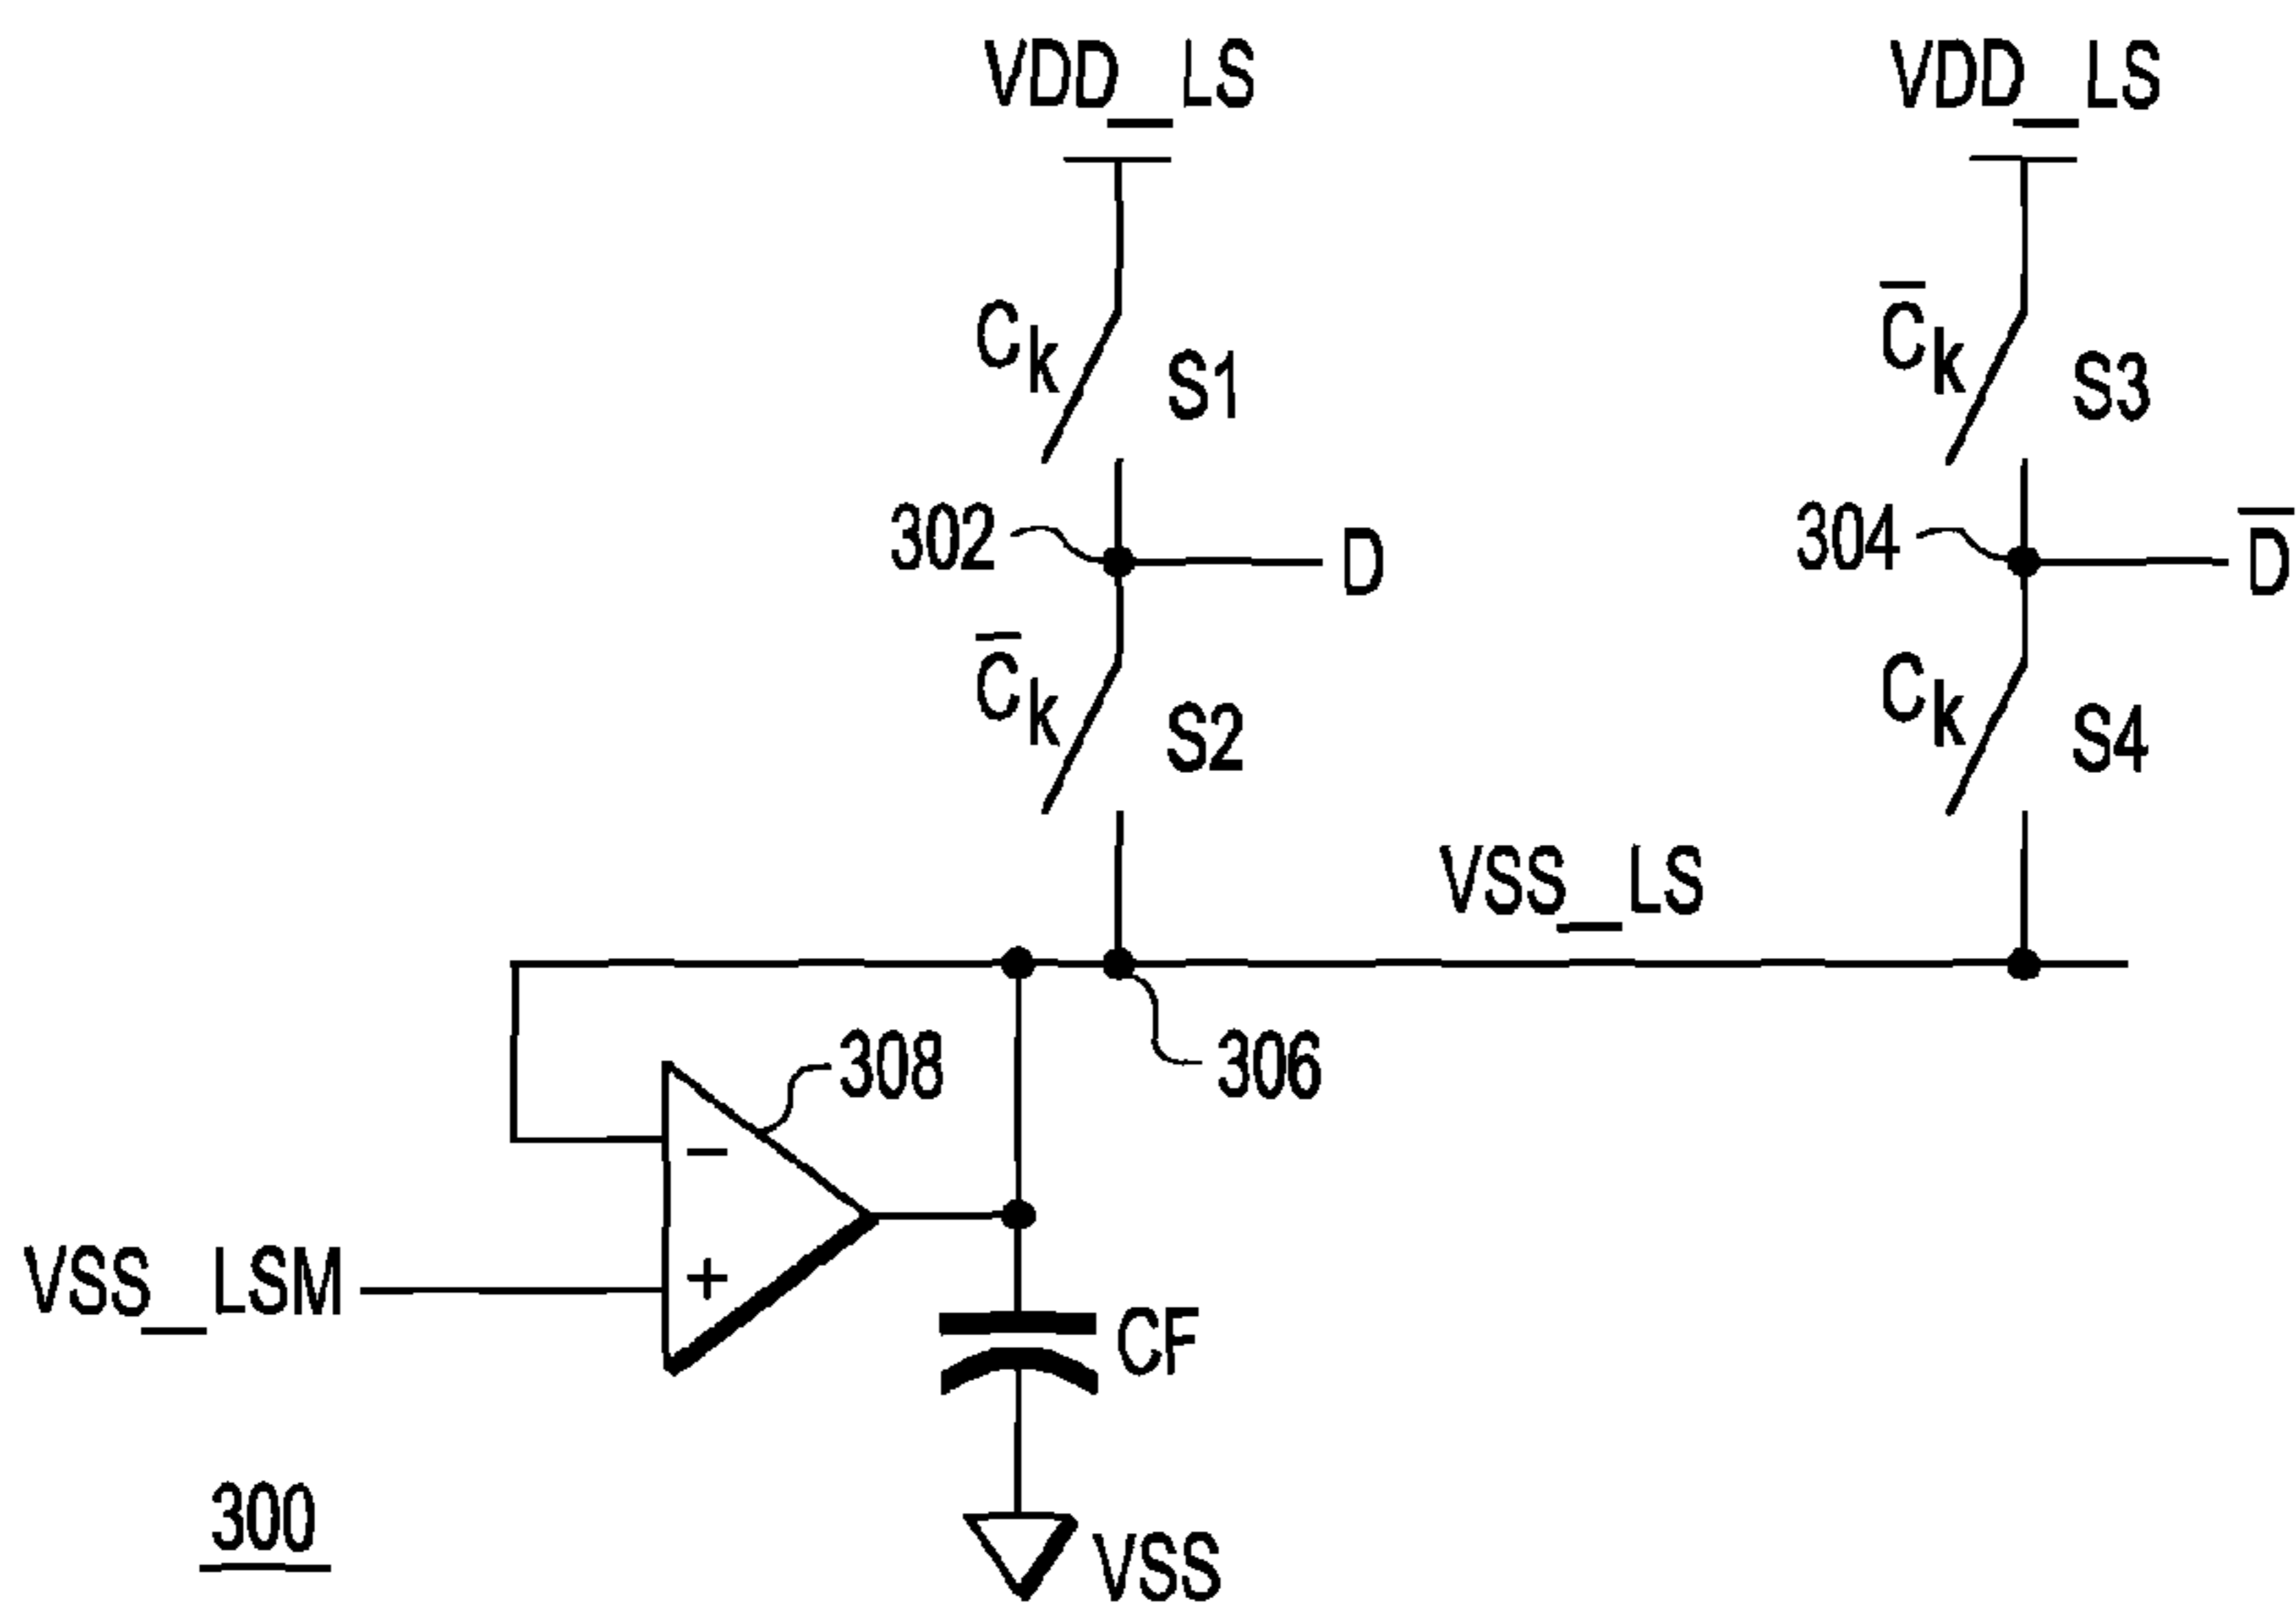 VDD_LS
VDD_LS
Ck
S1
C̅k
S3
302
D
304
D̅
C̅k
S2
Ck
S4
VSS_LS
308
306
−
+
VSS_LSM
CF
300
VSS